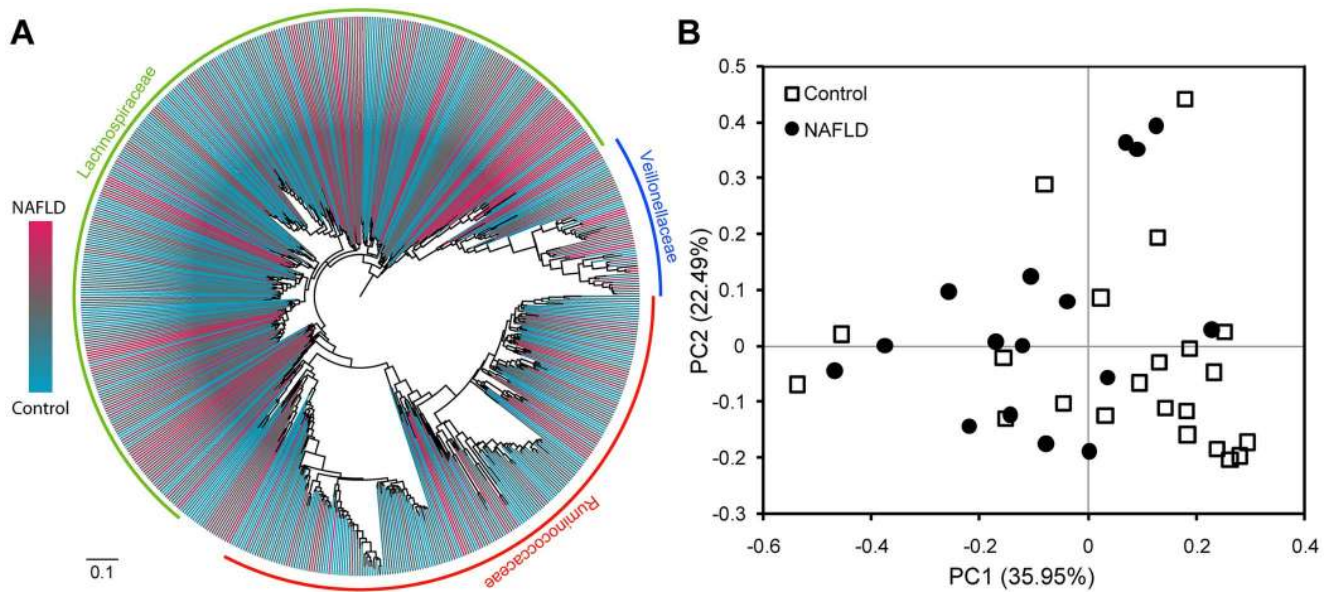 A
Lachnospiraceae
Veillonellaceae
Ruminococcaceae
NAFLD
Control
0.1
B
Control
NAFLD
PC2 (22.49%)
0.5
0.4
0.3
0.2
0.1
0
-0.1
-0.2
-0.3
-0.6
-0.4
-0.2
0
0.2
0.4
PC1 (35.95%)